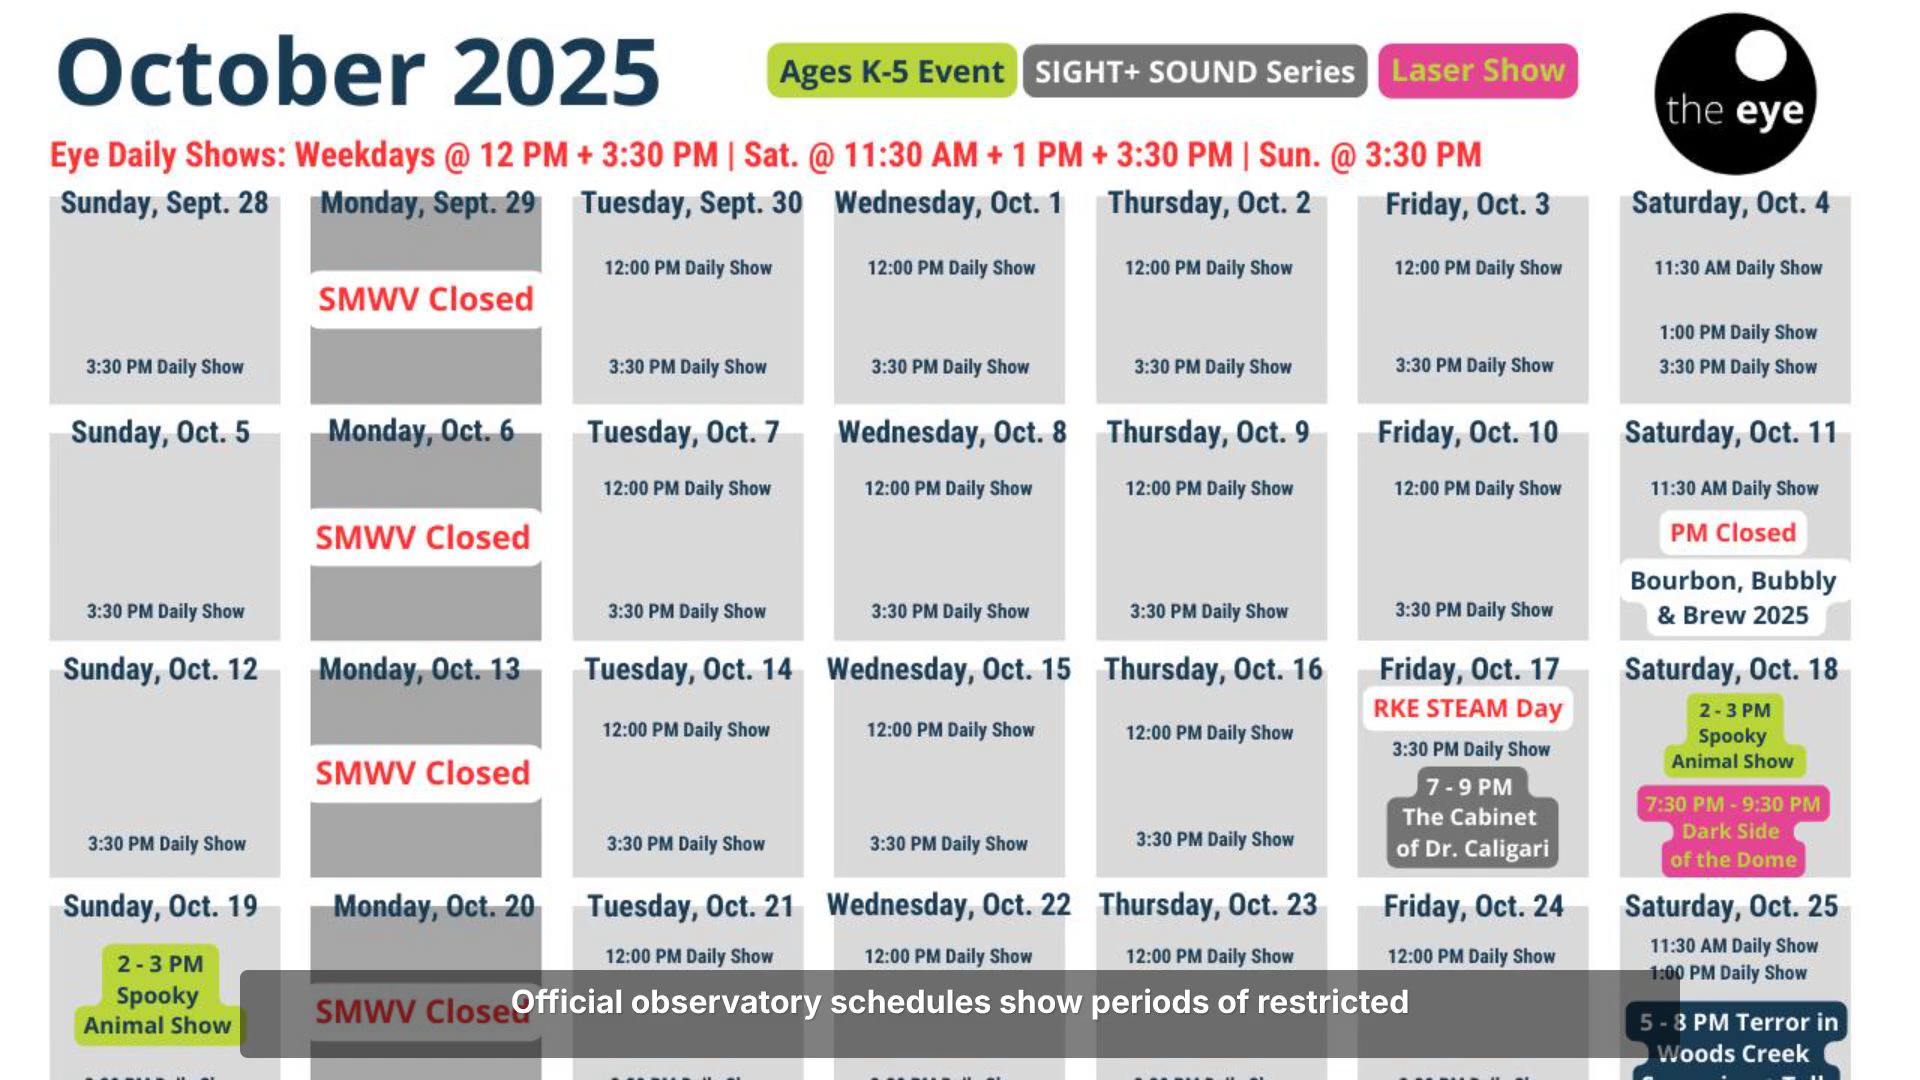 October 2025
Ages K-5 Event
SIGHT+ SOUND Series
Laser Show
the eye
Eye Daily Shows: Weekdays @ 12 PM + 3:30 PM | Sat. @ 11:30 AM + 1 PM + 3:30 PM | Sun. @ 3:30 PM
Sunday, Sept. 28
3:30 PM Daily Show
Monday, Sept. 29
SMWV Closed
Tuesday, Sept. 30
12:00 PM Daily Show
3:30 PM Daily Show
Wednesday, Oct. 1
12:00 PM Daily Show
3:30 PM Daily Show
Thursday, Oct. 2
12:00 PM Daily Show
3:30 PM Daily Show
Friday, Oct. 3
12:00 PM Daily Show
3:30 PM Daily Show
Saturday, Oct. 4
11:30 AM Daily Show
1:00 PM Daily Show
3:30 PM Daily Show
Sunday, Oct. 5
3:30 PM Daily Show
Monday, Oct. 6
SMWV Closed
Tuesday, Oct. 7
12:00 PM Daily Show
3:30 PM Daily Show
Wednesday, Oct. 8
12:00 PM Daily Show
3:30 PM Daily Show
Thursday, Oct. 9
12:00 PM Daily Show
3:30 PM Daily Show
Friday, Oct. 10
12:00 PM Daily Show
3:30 PM Daily Show
Saturday, Oct. 11
11:30 AM Daily Show
PM Closed
Bourbon, Bubbly
& Brew 2025
Sunday, Oct. 12
3:30 PM Daily Show
Monday, Oct. 13
SMWV Closed
Tuesday, Oct. 14
12:00 PM Daily Show
3:30 PM Daily Show
Wednesday, Oct. 15
12:00 PM Daily Show
3:30 PM Daily Show
Thursday, Oct. 16
12:00 PM Daily Show
3:30 PM Daily Show
Friday, Oct. 17
RKE STEAM Day
3:30 PM Daily Show
7 - 9 PM
The Cabinet
of Dr. Caligari
Saturday, Oct. 18
2 - 3 PM
Spooky
Animal Show
7:30 PM - 9:30 PM
Dark Side
of the Dome
Sunday, Oct. 19
2 - 3 PM
Spooky
Animal Show
Monday, Oct. 20
SMWV Closed
Tuesday, Oct. 21
12:00 PM Daily Show
Wednesday, Oct. 22
12:00 PM Daily Show
Thursday, Oct. 23
12:00 PM Daily Show
Friday, Oct. 24
12:00 PM Daily Show
Saturday, Oct. 25
11:30 AM Daily Show
1:00 PM Daily Show
5 - 8 PM Terror in
Woods Creek
Official observatory schedules show periods of restricted